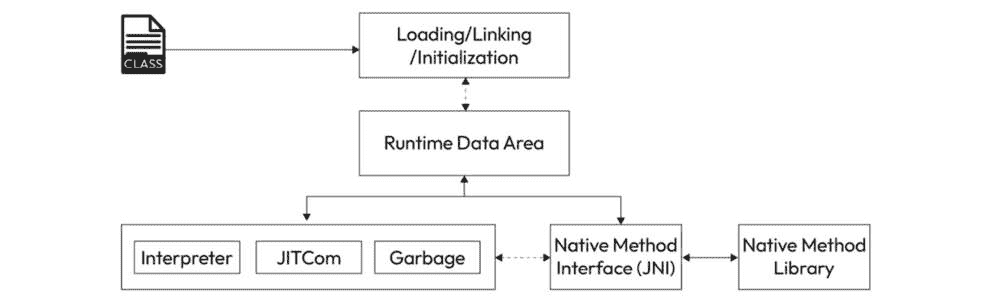 CLASS
Loading/Linking
/Initialization
Runtime Data Area
Interpreter
JITCom
Garbage
Native Method
Interface (JNI)
Native Method
Library